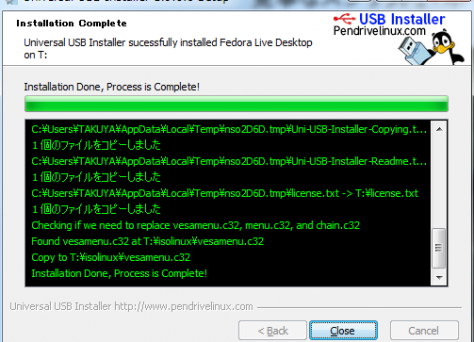 Installation Complete
Universal USB Installer sucessfully installed Fedora Live Desktop
on T:
USB Installer
Pendrivelinux.com
Installation Done, Process is Complete!
C:¥Users¥TAKUYA¥AppData¥Local¥Temp¥nso2D6D.tmp¥Uni-USB-Installer-Copying.t...
1個のファイルをコピーしました
C:¥Users¥TAKUYA¥AppData¥Local¥Temp¥nso2D6D.tmp¥Uni-USB-Installer-Readme.t...
1個のファイルをコピーしました
C:¥Users¥TAKUYA¥AppData¥Local¥Temp¥nso2D6D.tmp¥license.txt -> T:¥license.txt
1個のファイルをコピーしました
Checking if we need to replace vesamenu.c32, menu.c32, and chain.c32
Found vesamenu.c32 at T:¥isolinux¥vesamenu.c32
Copy to T:¥isolinux¥vesamenu.c32
Installation Done, Process is Complete!
Universal USB Installer http://www.pendrivelinux.com
< Back
Close
Cancel